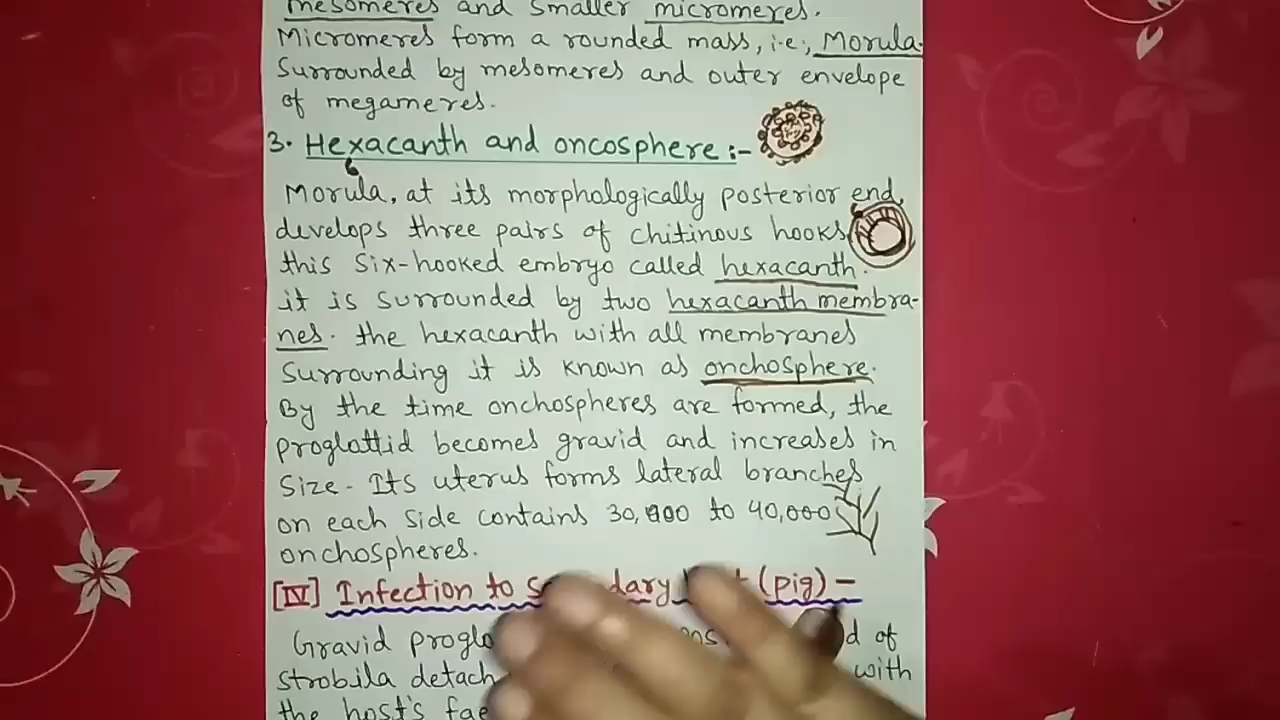 mesomeres and smaller micromeres.
Micromeres form a rounded mass, i.e., Morula.
Surrounded by mesomeres and outer envelope
of megameres.
3. Hexacanth and oncosphere :-
6
Morula, at its morphologically posterior end,
develops three pairs of chitinous hooks
this six-hooked embryo called hexacanth.
it is surrounded by two hexacanth membra-
nes. the hexacanth with all membranes
surrounding it is known as onchosphere.
By the time onchospheres are formed, the
proglottid becomes gravid and increases in
size. Its uterus forms lateral branches
on each side contains 30,000 to 40,000
onchospheres.
[IV] Infection to (pig) -
Gravid of
strobila detach with
the host's